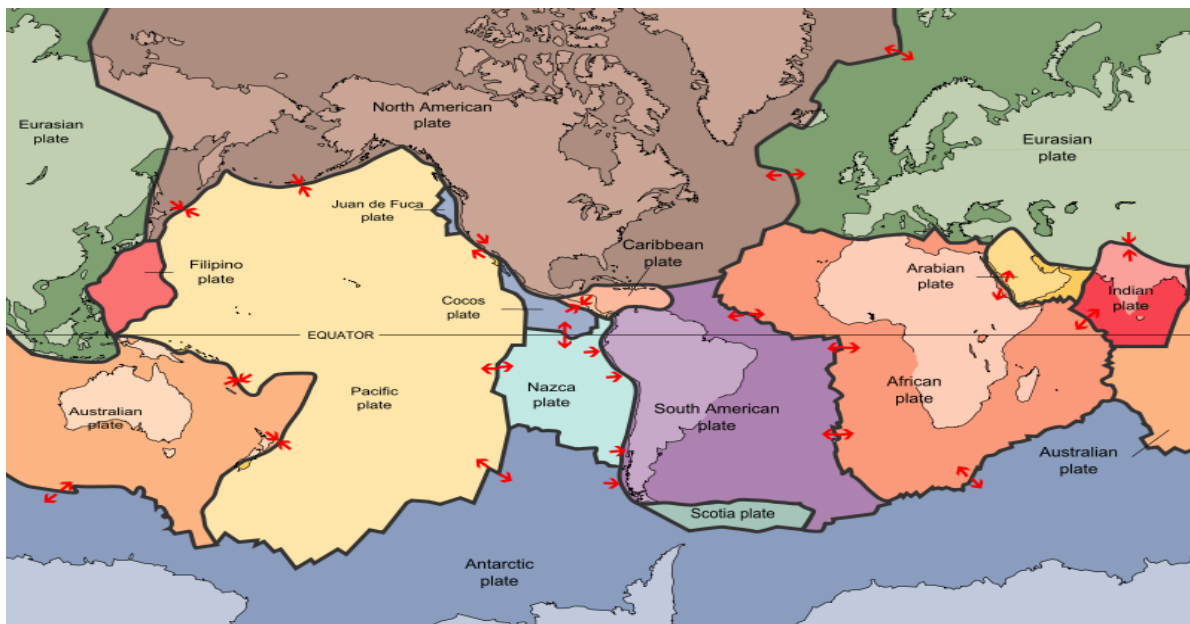 North American
plate
Eurasian
plate
Eurasian
plate
Juan de Fuca
plate
Caribbean
plate
Filipino
plate
Arabian
plate
Indian
plate
Cocos
plate
EQUATOR
Nazca
plate
Pacific
plate
African
plate
South American
plate
Australian
plate
Australian
plate
Scotia plate
Antarctic
plate